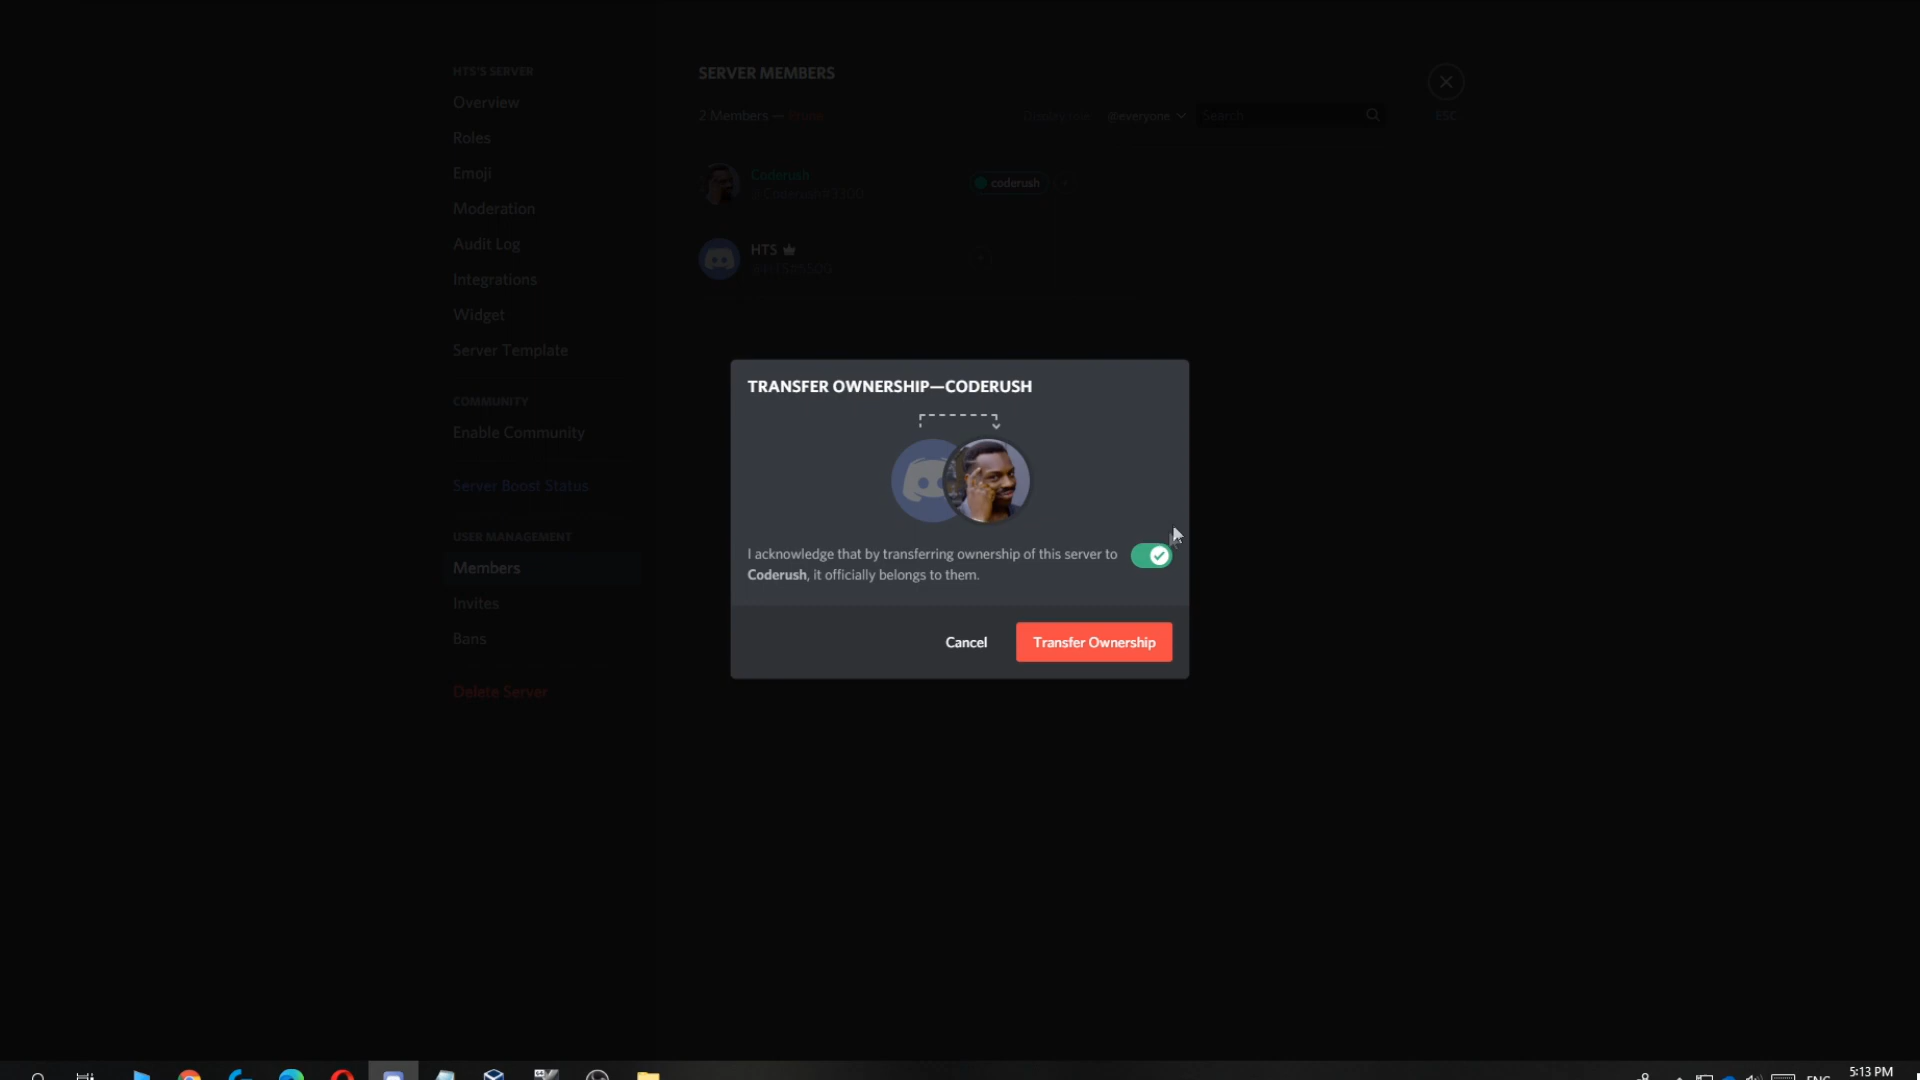 HTS'S SERVER
Overview
Roles
Emoji
Moderation
Audit Log
Integrations
Widget
Server Template
COMMUNITY
Enable Community
Server Boost Status
USER MANAGEMENT
Members
Invites
Bans
Delete Server
SERVER MEMBERS
2 Members —
@everyone
Search
ESC
Coderush
coderush
HTS
TRANSFER OWNERSHIP—CODERUSH
I acknowledge that by transferring ownership of this server to
Coderush, it officially belongs to them.
Cancel
Transfer Ownership
ENG
5:13 PM